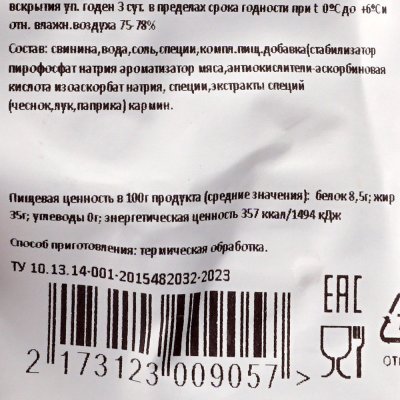 вскрытия уп. годен 3 сут. в пределах срока годности при t 0°С до +6°С и
отн. влажн.воздуха 75-78%
Состав: свинина,вода,соль,специи,компл.пищ.добавка(стабилизатор
пирофосфат натрия ароматизатор мяса,антиокислители-аскорбиновая
кислота изоаскорбат натрия, специи,экстракты специй
(чеснок,лук,паприка) кармин.
Пищевая ценность в 100г продукта (средние значения): белок 8,5г; жир
35г; углеводы 0г; энергетическая ценность 357 ккал/1494 кДж
Способ приготовления: термическая обработка.
ТУ 10.13.14-001-2015482032-2023
EAC
2 173123 009057 >